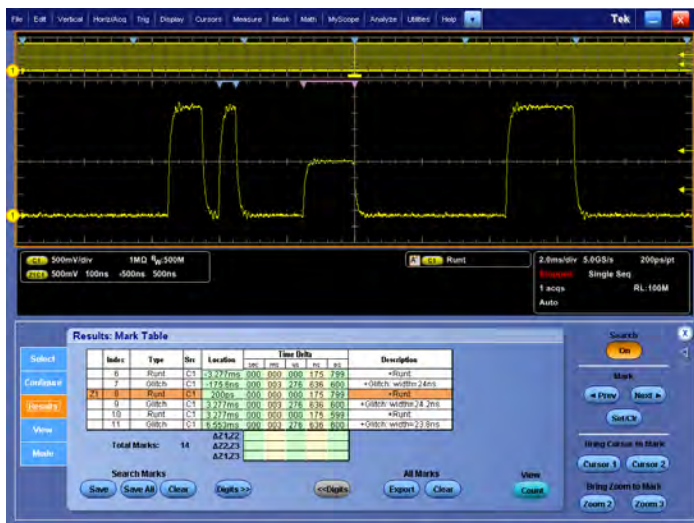 File Edit Vertical Horiz/Acq Trig Display Cursors Measure Mask Math MyScope Analyze Utilities Help Tek
1
1
C1 500mV/div 1MΩ BW:500M
Z1C1 500mV 100ns -500ns 500ns
A' C1 Runt
2.0ms/div 5.0GS/s 200ps/pt
Stopped Single Seq
1 acqs RL:100M
Auto
Results: Mark Table
Select
Configure
Results
View
Mode
Index Type Src Location Time Delta Description
sec ms us ns ps
6 Runt C1 -3.277ms 000 000 000 175 799 +Runt
7 Glitch C1 -175.6ns 000 003 276 636 600 +Glitch: width=24ns
Z1 8 Runt C1 200ps 000 000 000 175 799 +Runt
9 Glitch C1 3.277ms 000 003 276 636 600 +Glitch: width=24.2ns
10 Runt C1 3.277ms 000 000 000 175 599 +Runt
11 Glitch C1 6.553ms 000 003 276 636 600 +Glitch: width=23.8ns
Total Marks: 14
ΔZ1,Z2
ΔZ2,Z3
ΔZ1,Z3
Search Marks
Save Save All Clear
Digits >>
<<Digits
All Marks
Export Clear
View
Count
Search
On
Mark
Prev Next
Set/Clr
Bring Cursor to Mark
Cursor 1 Cursor 2
Bring Zoom to Mark
Zoom 2 Zoom 3
X